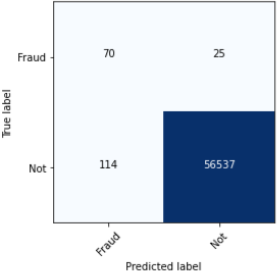 70 25
Fraud
True label
Not
114 56537
Fraud Not
Predicted label